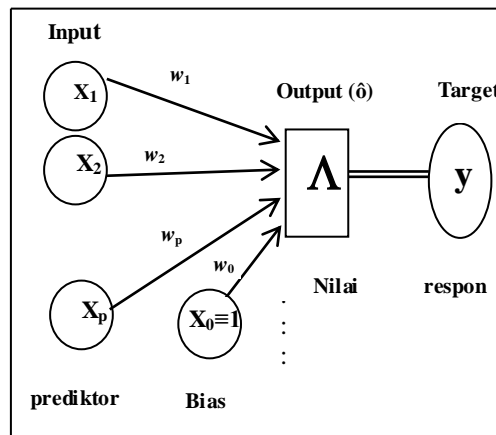 Input
X1
w1
Output (ô)
Target
X2
w2
Λ
y
wp
w0
Xp
X0≡1
Nilai
respon
prediktor
Bias